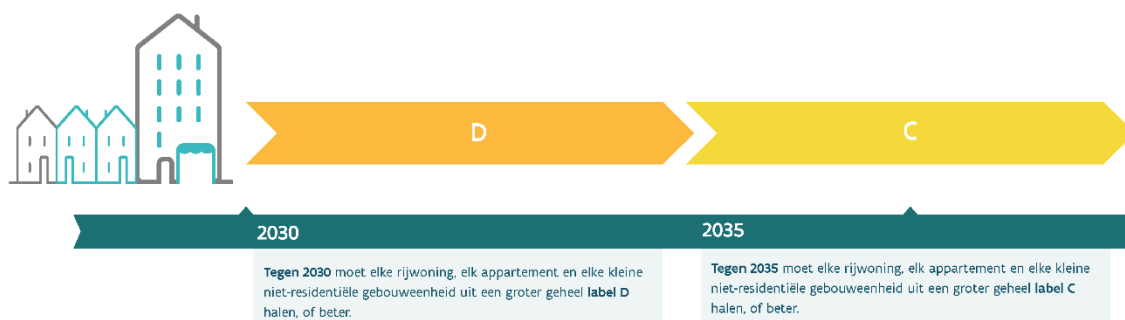 D
C
2030
2035
Tegen 2030 moet elke rijwoning, elk appartement en elke kleine
niet-residentiële gebouweenheid uit een groter geheel label D
halen, of beter.
Tegen 2035 moet elke rijwoning, elk appartement en elke kleine
niet-residentiële gebouweenheid uit een groter geheel label C
halen, of beter.